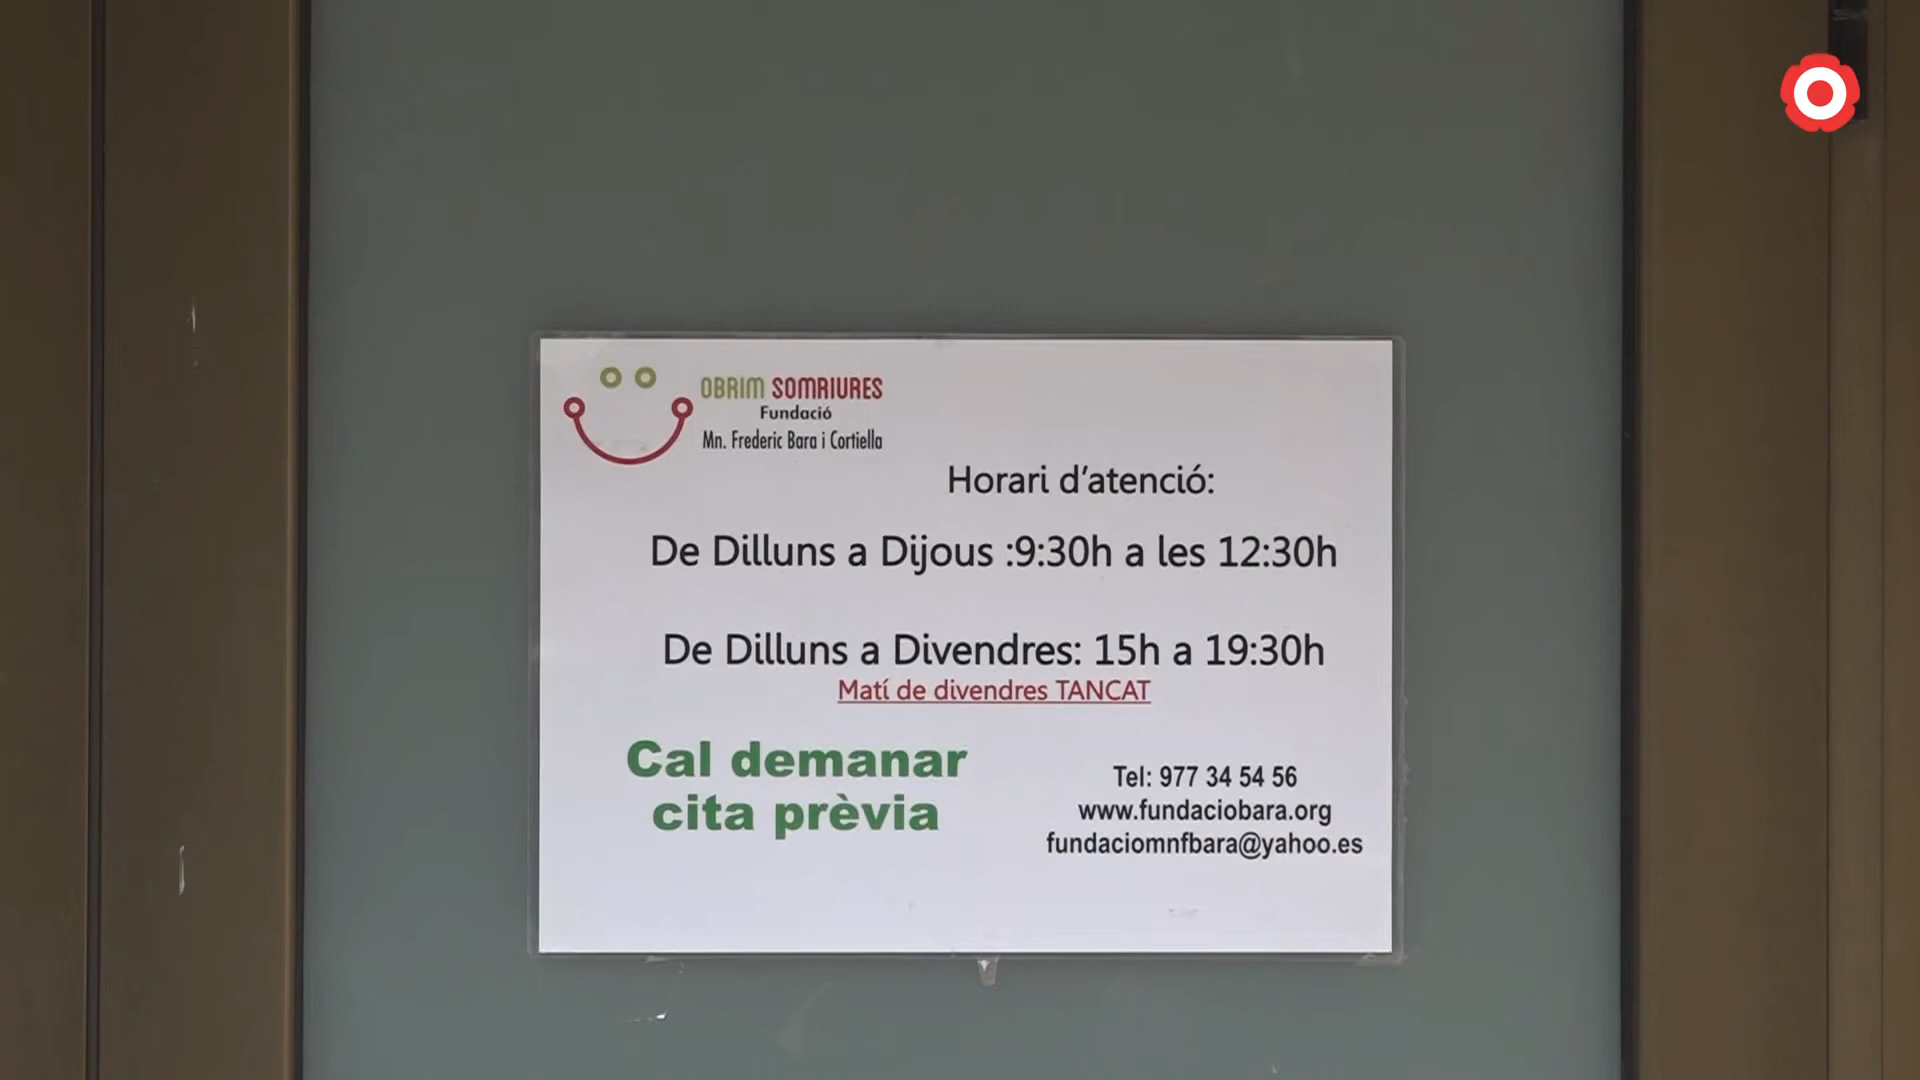 OBRIM SOMRIURES
Fundació
Mn. Frederic Bara i Cortiella
Horari d'atenció:
De Dilluns a Dijous :9:30h a les 12:30h
De Dilluns a Divendres: 15h a 19:30h
Matí de divendres TANCAT
Cal demanar
cita prèvia
Tel: 977 34 54 56
www.fundaciobara.org
fundaciomnfbara@yahoo.es